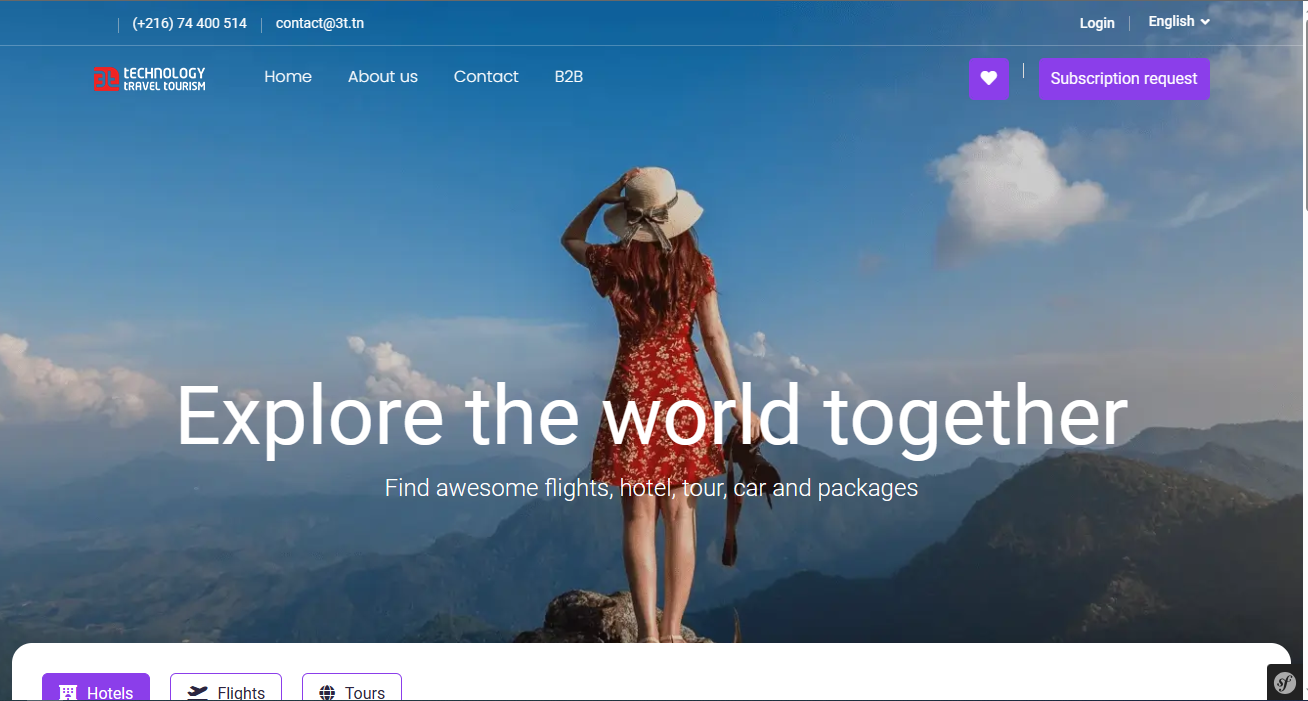 (+216) 74 400 514
contact@3t.tn
Login
English
3t TECHNOLOGY
TRAVEL TOURISM
Home
About us
Contact
B2B
Subscription request
Explore the world together
Find awesome flights, hotel, tour, car and packages
Hotels
Flights
Tours
sf